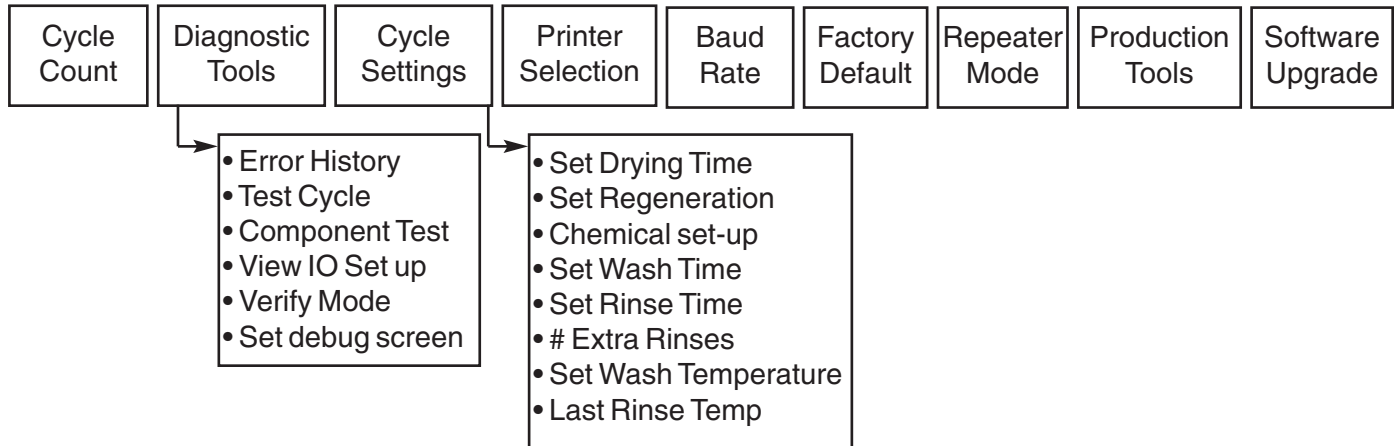 Cycle
Count
Diagnostic
Tools
Cycle
Settings
Printer
Selection
Baud
Rate
Factory
Default
Repeater
Mode
Production
Tools
Software
Upgrade
• Error History
• Test Cycle
• Component Test
• View IO Set up
• Verify Mode
• Set debug screen
• Set Drying Time
• Set Regeneration
• Chemical set-up
• Set Wash Time
• Set Rinse Time
• # Extra Rinses
• Set Wash Temperature
• Last Rinse Temp